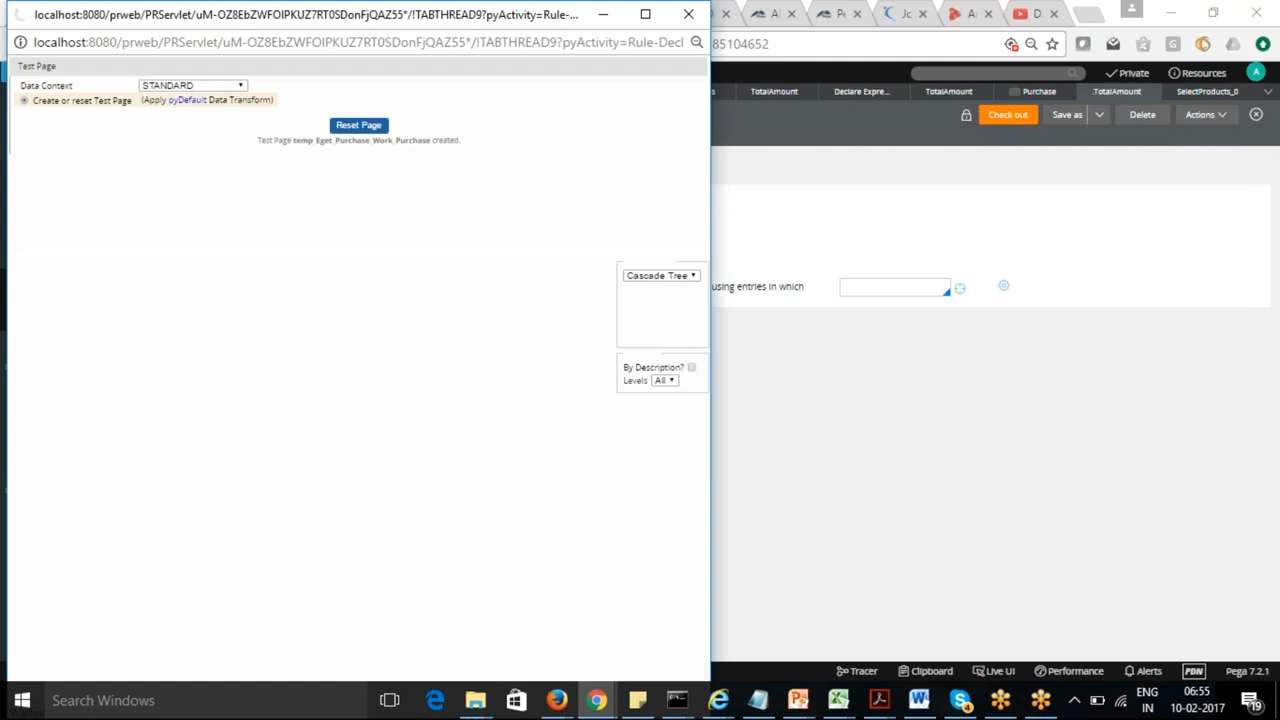 localhost:8080/prweb/PRServlet/uM-OZ8EbZWFOIPKUZ7RT0SDonFjQAZ55*/!TABTHREAD9?pyActivity=Rule-...
localhost:8080/prweb/PRServlet/uM-OZ8EbZWFOIPKUZ7RT0SDonFjQAZ55*/!TABTHREAD9?pyActivity=Rule-Decl
Test Page
Data Context STANDARD
Create or reset Test Page (Apply pyDefault Data Transform)
Reset Page
Test Page temp_Eget_Purchase_Work_Purchase created.
Cascade Tree
By Description?
Levels All
85104652
Private Resources A
TotalAmount Declare Expre... TotalAmount Purchase .TotalAmount SelectProducts_0
Check out Save as Delete Actions
using entries in which
Tracer Clipboard Live UI Performance Alerts PDN Pega 7.2.1
Search Windows
ENG
IN
06:55
10-02-2017
19